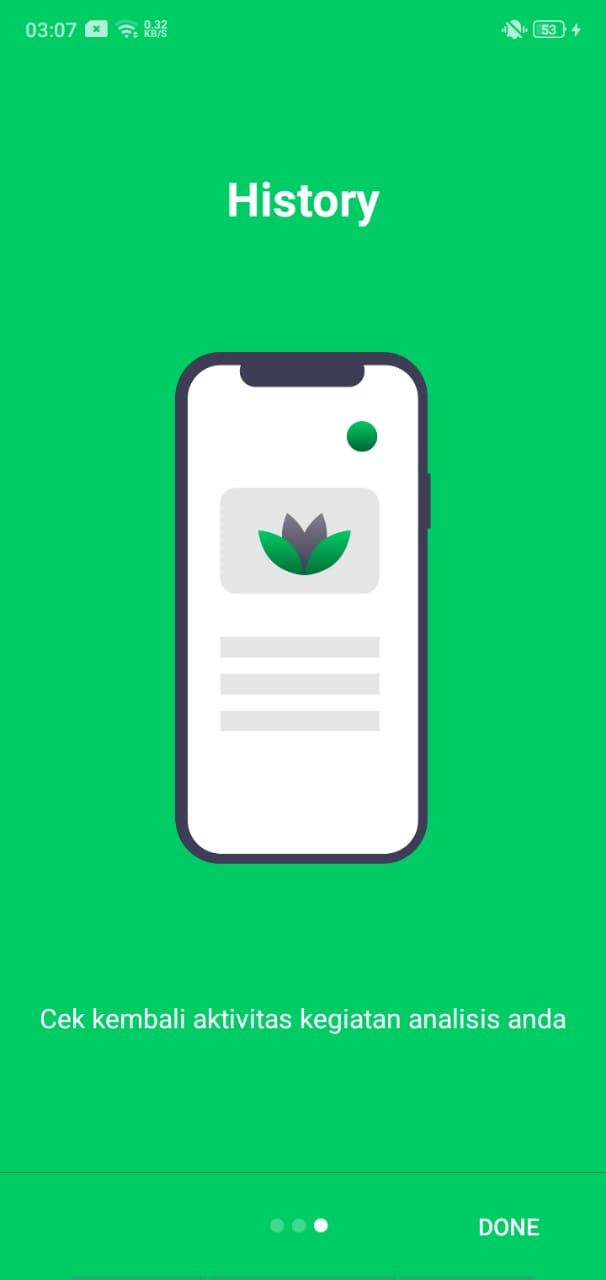 03:07
0.32
KB/S
53
History
Cek kembali aktivitas kegiatan analisis anda
DONE